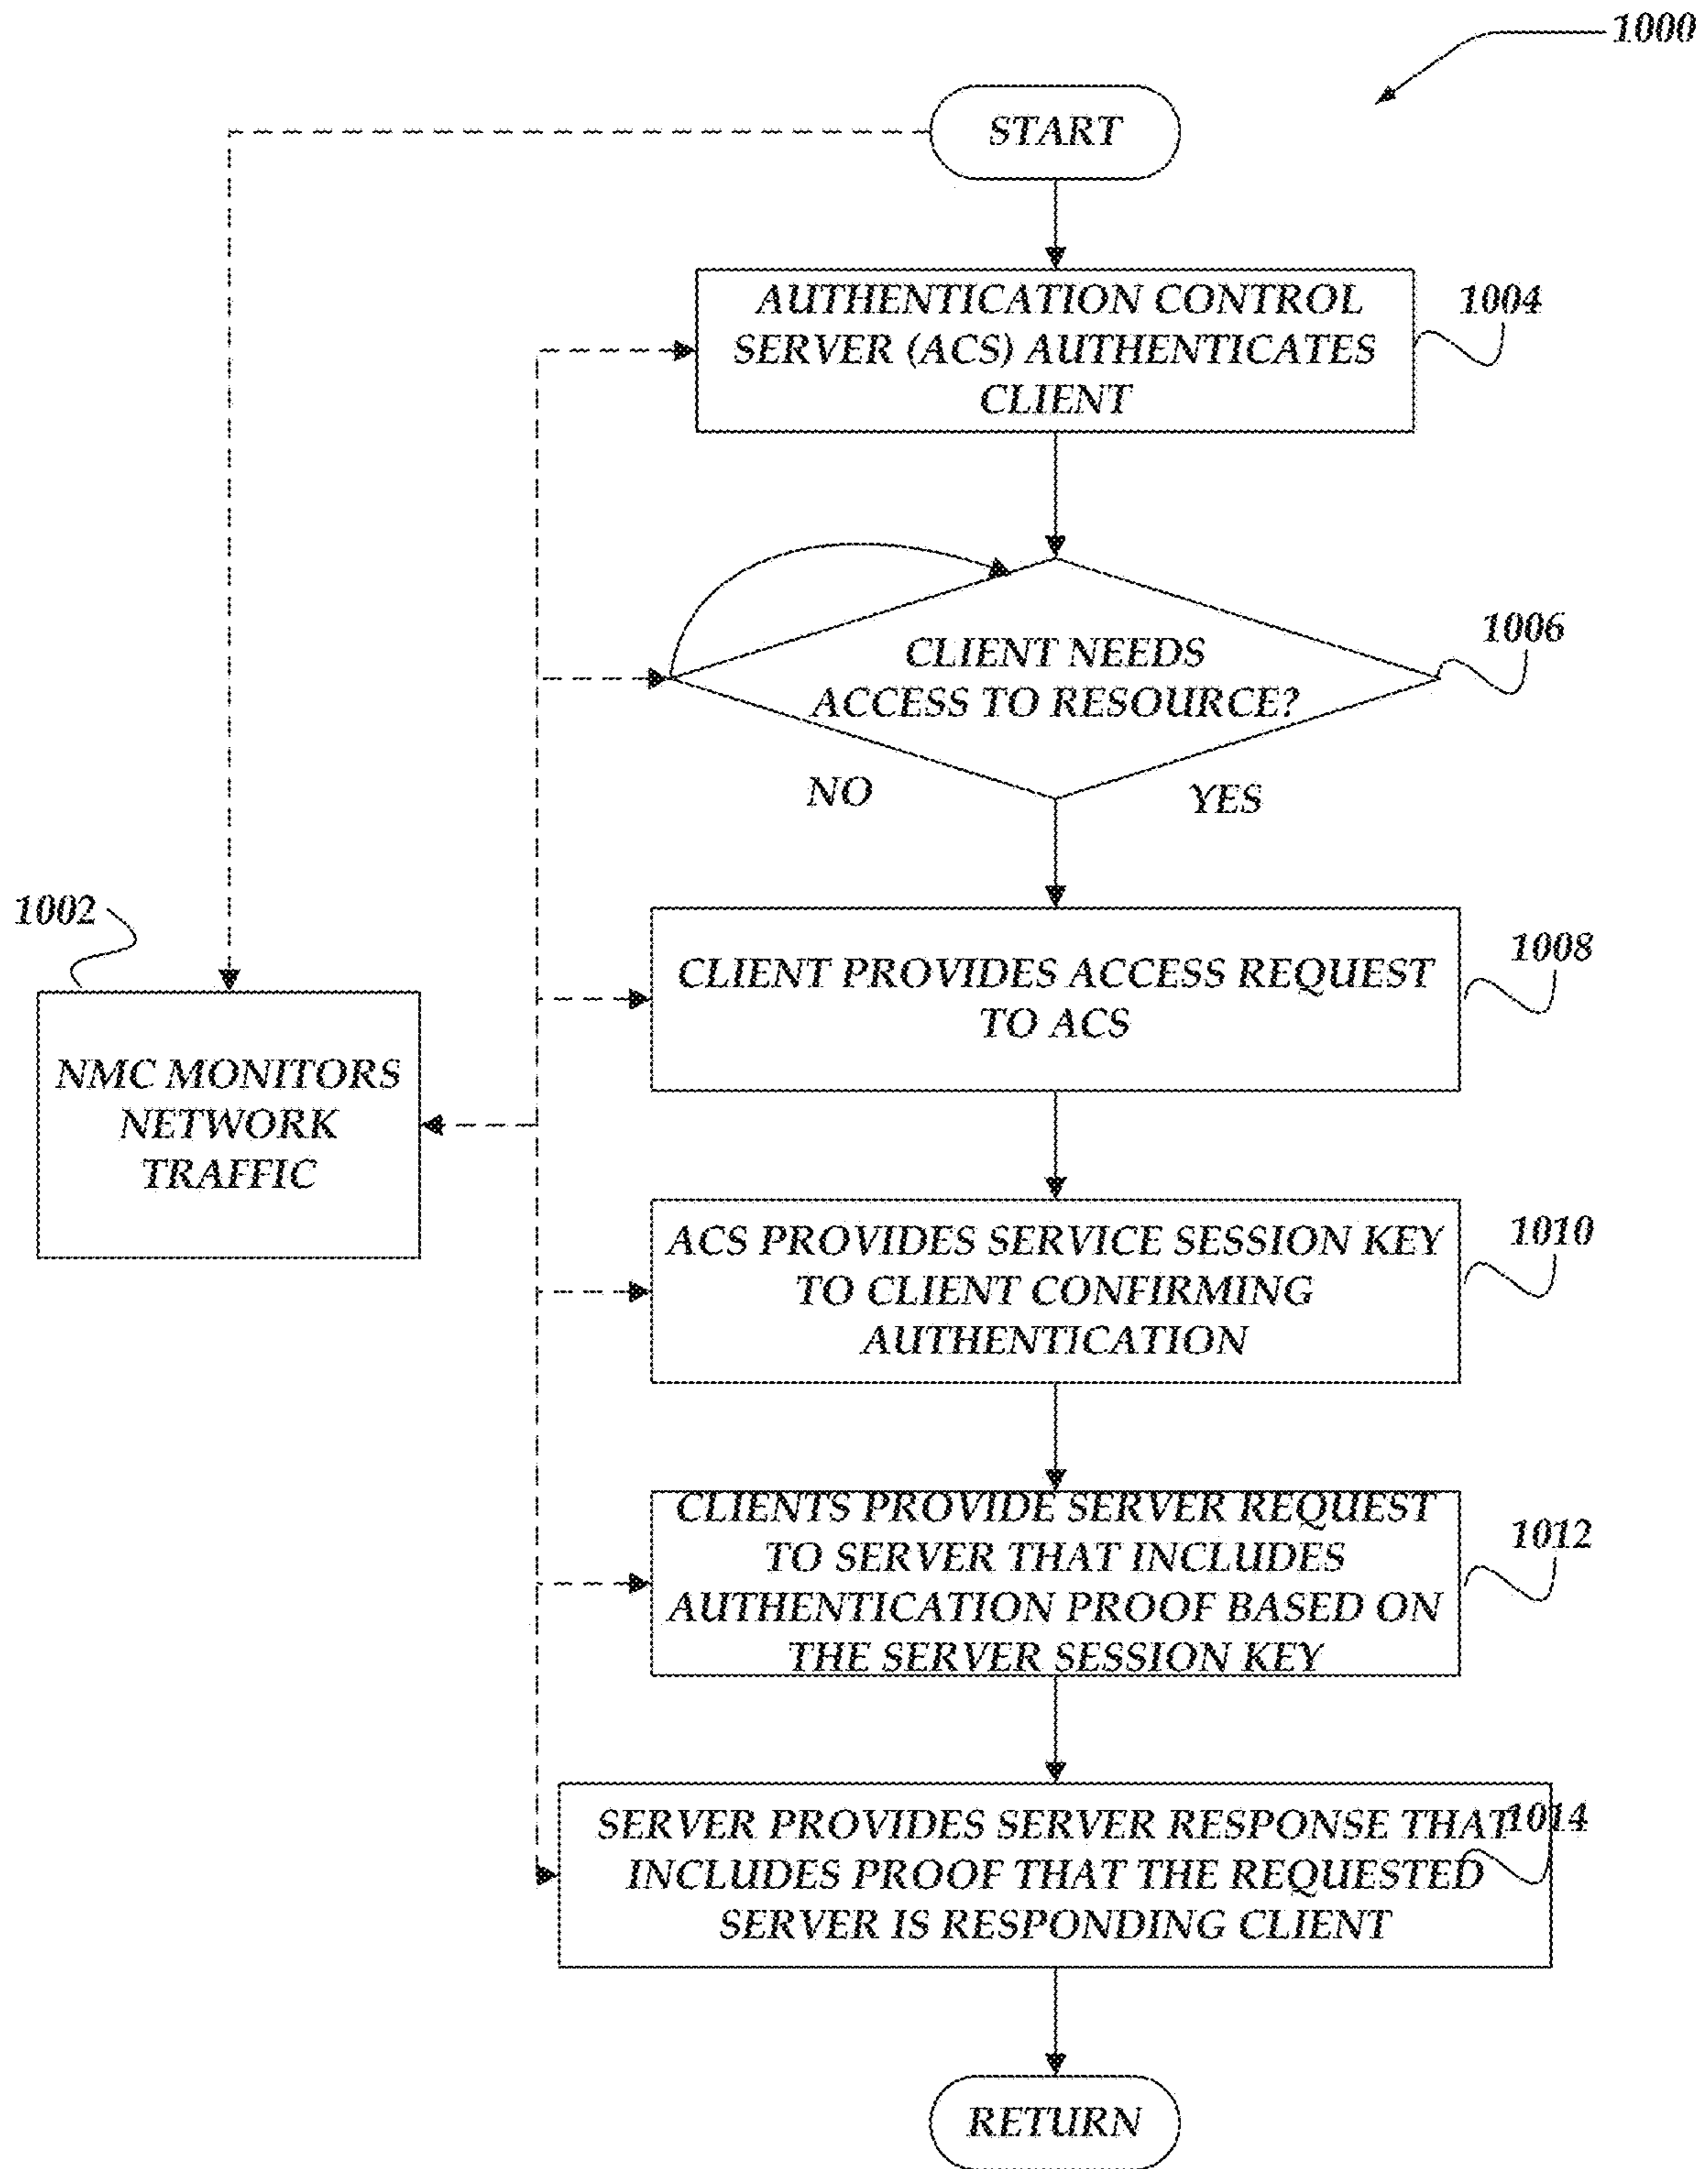 1000
START
AUTHENTICATION CONTROL
SERVER (ACS) AUTHENTICATES
CLIENT
1004
CLIENT NEEDS
ACCESS TO RESOURCE?
1006
NO
YES
1002
NMC MONITORS
NETWORK
TRAFFIC
CLIENT PROVIDES ACCESS REQUEST
TO ACS
1008
ACS PROVIDES SERVICE SESSION KEY
TO CLIENT CONFIRMING
AUTHENTICATION
1010
CLIENTS PROVIDE SERVER REQUEST
TO SERVER THAT INCLUDES
AUTHENTICATION PROOF BASED ON
THE SERVER SESSION KEY
1012
SERVER PROVIDES SERVER RESPONSE THAT
INCLUDES PROOF THAT THE REQUESTED
SERVER IS RESPONDING CLIENT
1014
RETURN